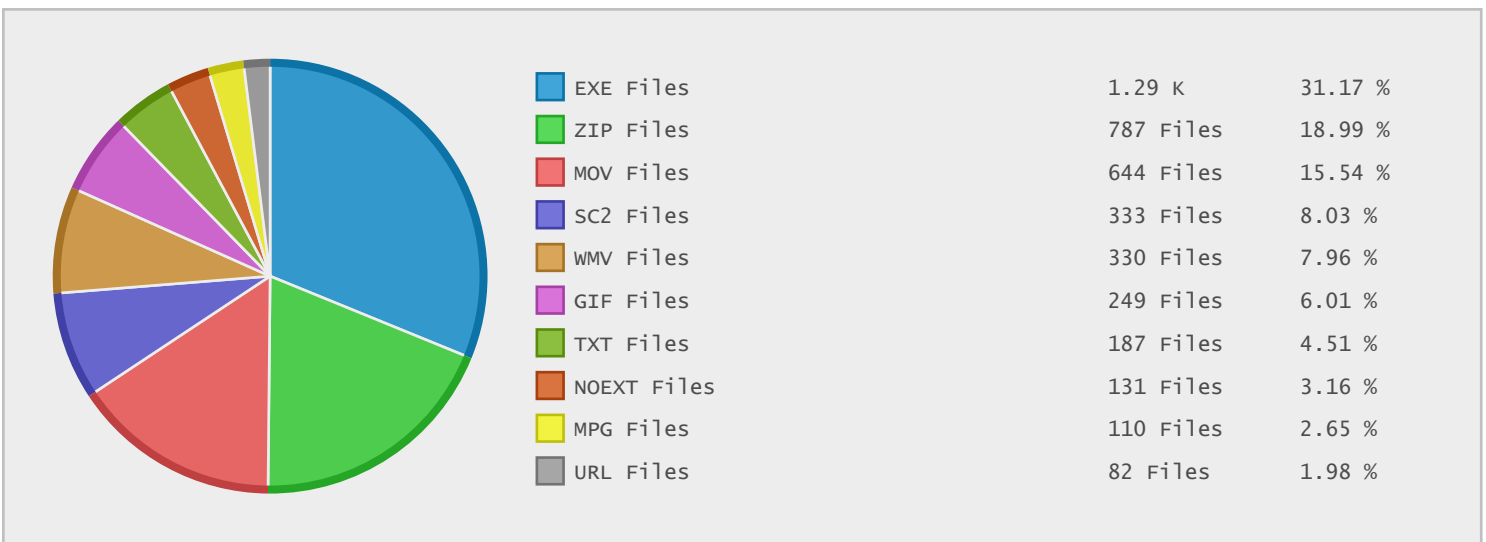 EXE Files 1.29 K 31.17 %
ZIP Files 787 Files 18.99 %
MOV Files 644 Files 15.54 %
SC2 Files 333 Files 8.03 %
WMV Files 330 Files 7.96 %
GIF Files 249 Files 6.01 %
TXT Files 187 Files 4.51 %
NOEXT Files 131 Files 3.16 %
MPG Files 110 Files 2.65 %
URL Files 82 Files 1.98 %